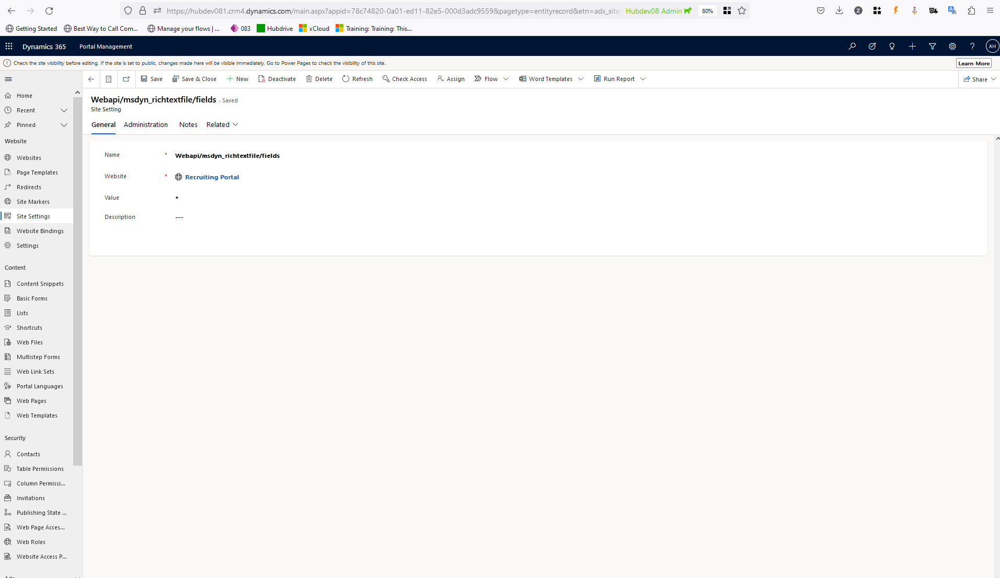 https://hubdev081.crm4.dynamics.com/main.aspx?appid=78c74820-0a01-ed11-82e5-000d3adc9559&pagetype=entityrecord&etn=adx_sites Hubdev08 Admin 80%
Getting Started Best Way to Call Com... Manage your flows | ... 083 Hubdrive xCloud Training: Training: This...
Dynamics 365 Portal Management AH
Check the site visibility before editing. If the site is set to public, changes made here will be visible immediately. Go to Power Pages to check the visibility of this site. Learn More
Save Save & Close New Deactivate Delete Refresh Check Access Assign Flow Word Templates Run Report Share
Webapi/msdyn_richtextfile/fields - Saved
Site Setting
General Administration Notes Related
Name * Webapi/msdyn_richtextfile/fields
Website * Recruiting Portal
Value *
Description ---
Home
Recent
Pinned
Website
Websites
Page Templates
Redirects
Site Markers
Site Settings
Website Bindings
Settings
Content
Content Snippets
Basic Forms
Lists
Shortcuts
Web Files
Multistep Forms
Web Link Sets
Portal Languages
Web Pages
Web Templates
Security
Contacts
Table Permissions
Column Permissi...
Invitations
Publishing State ...
Web Page Acces...
Web Roles
Website Access P...